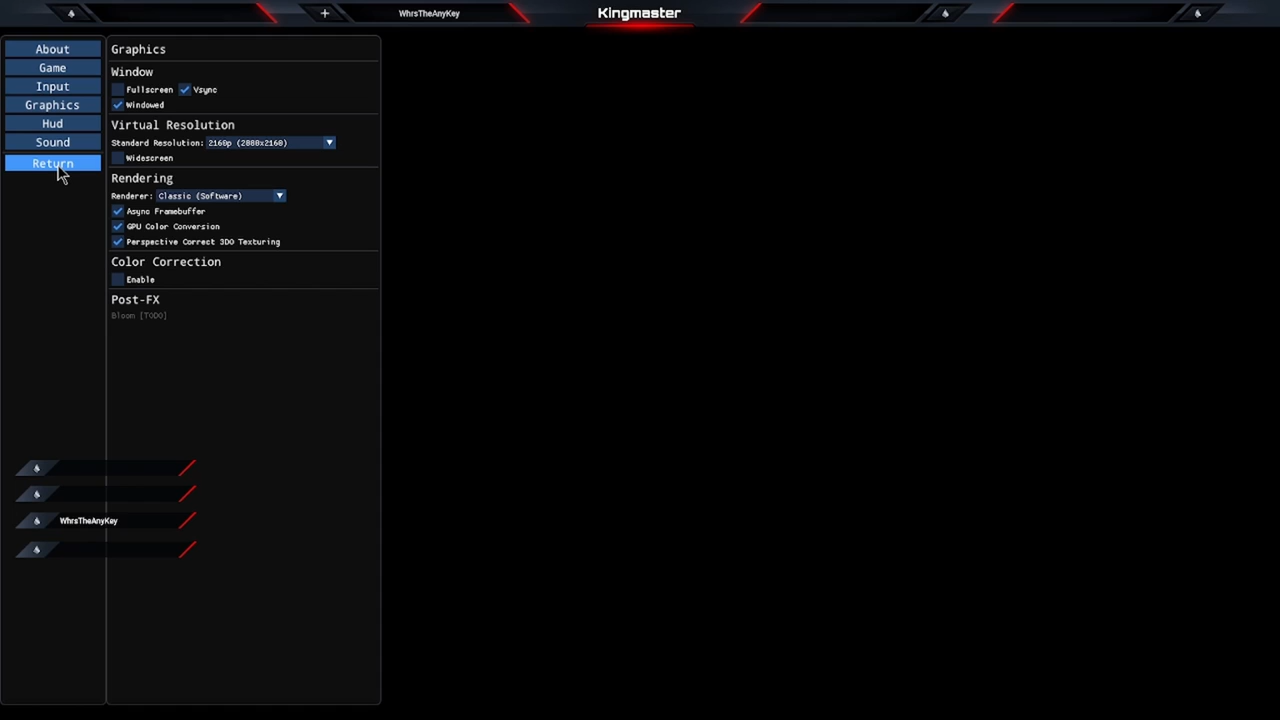 +
WhrsTheAnyKey
Kingmaster
About
Game
Input
Graphics
Hud
Sound
Return
Graphics
Window
Fullscreen Vsync
Windowed
Virtual Resolution
Standard Resolution: 2160p (2880x2160)
Widescreen
Rendering
Renderer: Classic (Software)
Async Framebuffer
GPU Color Conversion
Perspective Correct 3DO Texturing
Color Correction
Enable
Post-FX
Bloom [TODO]
WhrsTheAnyKey